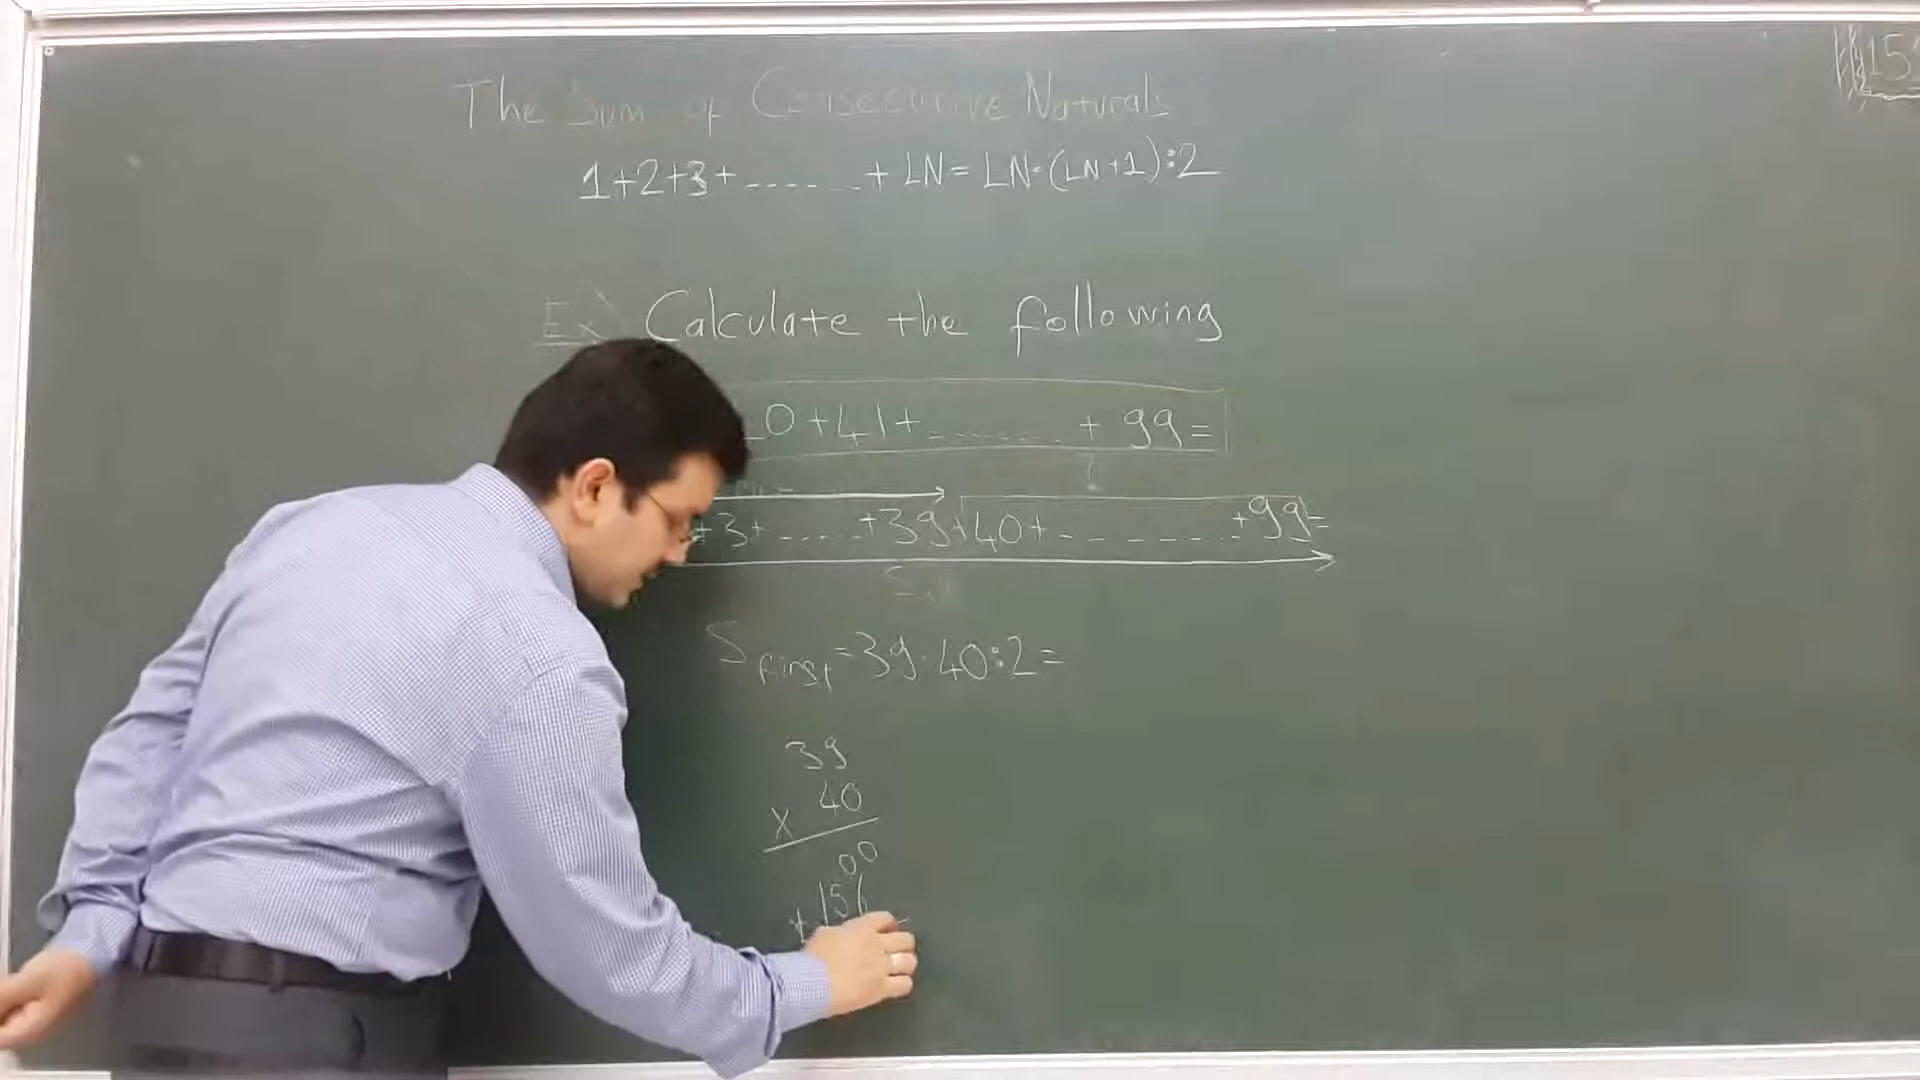 The Sum of Consecutive Naturals
1+2+3+......+ LN = LN·(LN+1):2
Ex) Calculate the following
0+41+.......+ 99=
+3+.....+39+40+-------..+99=
S first = 39·40:2=
39
x 40
00
+156